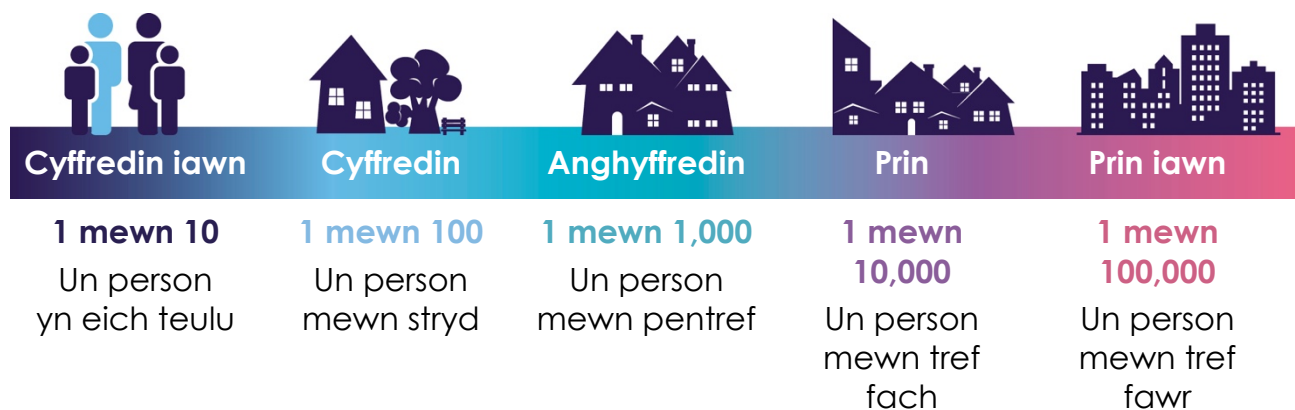 Cyffredin iawn
1 mewn 10
Un person
yn eich teulu
Cyffredin
1 mewn 100
Un person
mewn stryd
Anghyffredin
1 mewn 1,000
Un person
mewn pentref
Prin
1 mewn
10,000
Un person
mewn tref
fach
Prin iawn
1 mewn
100,000
Un person
mewn tref
fawr